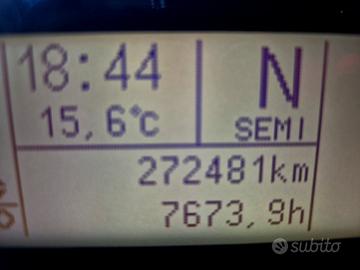 18:44
N
15,6°c
SEMI
272481km
7673,9h
subito